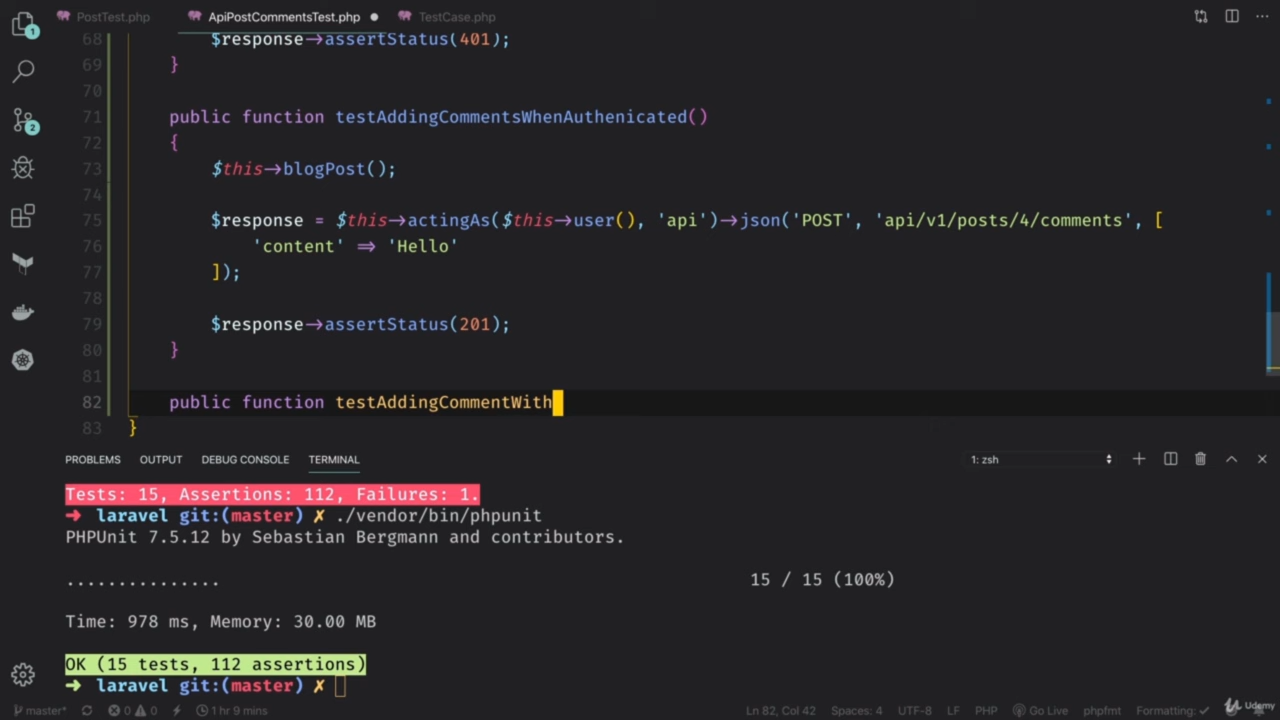 1
PostTest.php
ApiPostCommentsTest.php
TestCase.php
68 $response->assertStatus(401);
69 }
70
71 public function testAddingCommentsWhenAuthenicated()
72 {
73 $this->blogPost();
74
75 $response = $this->actingAs($this->user(), 'api')->json('POST', 'api/v1/posts/4/comments', [
76 'content' => 'Hello'
77 ]);
78
79 $response->assertStatus(201);
80 }
81
82 public function testAddingCommentWith
83 }
2
PROBLEMS OUTPUT DEBUG CONSOLE TERMINAL 1: zsh
Tests: 15, Assertions: 112, Failures: 1.
→ laravel git:(master) ✗ ./vendor/bin/phpunit
PHPUnit 7.5.12 by Sebastian Bergmann and contributors.
............... 15 / 15 (100%)
Time: 978 ms, Memory: 30.00 MB
OK (15 tests, 112 assertions)
→ laravel git:(master) ✗
master* 0 0 1 hr 9 mins Ln 82, Col 42 Spaces: 4 UTF-8 LF PHP Go Live phpfmt Formatting: ✓
Udemy